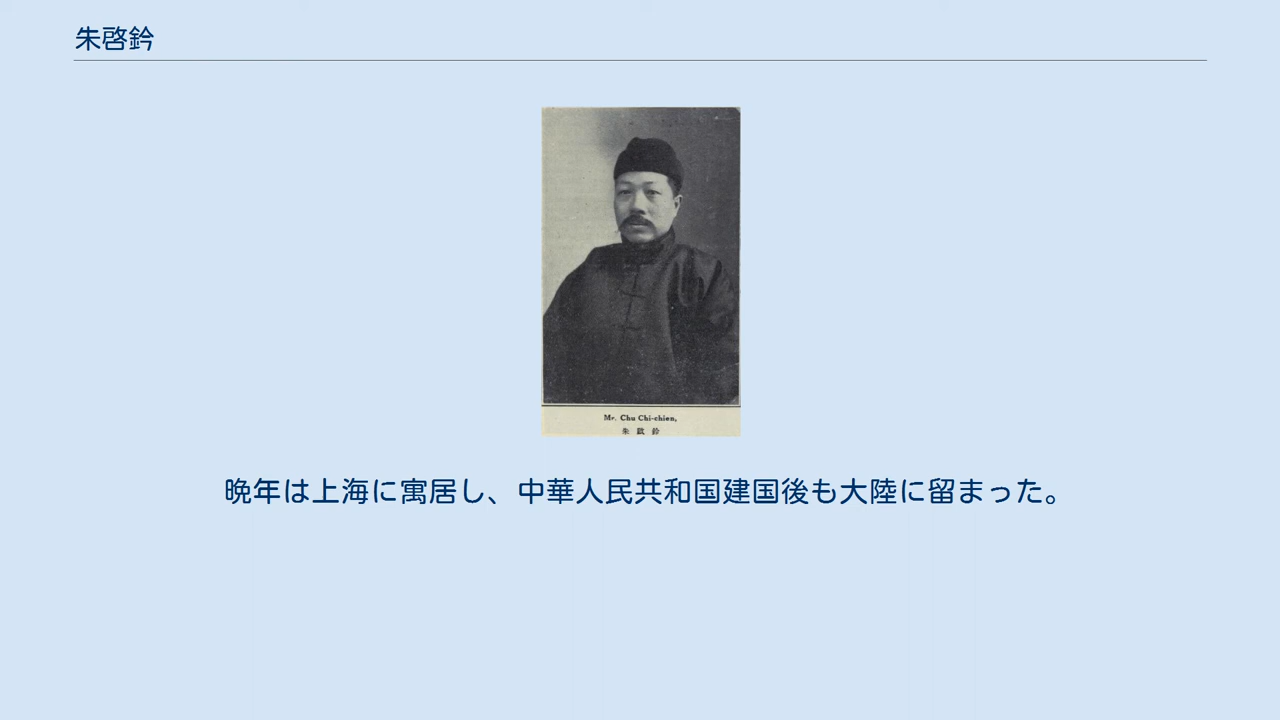 朱啓鈐
Mr. Chu Chi-chien,
朱 啟 鈐
晩年は上海に寓居し、中華人民共和国建国後も大陸に留まった。